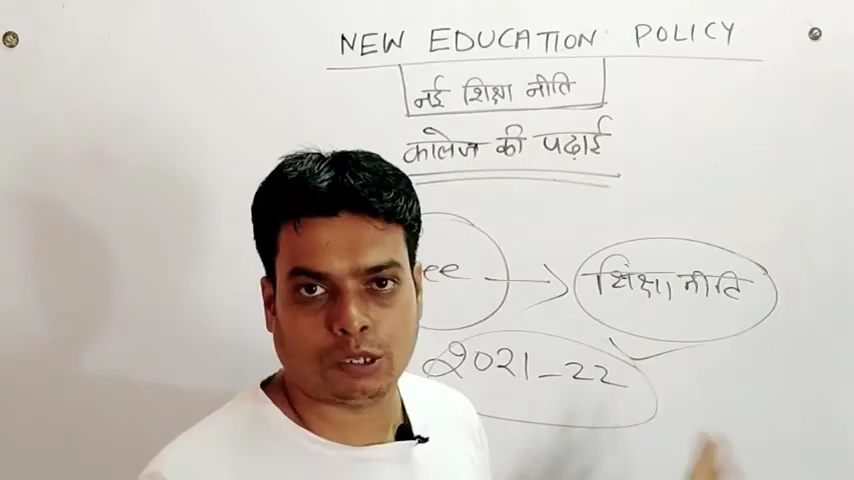 NEW EDUCATION POLICY
नई शिक्षा नीति
कालेज की पढ़ाई
शिक्षा नीति
2021-22